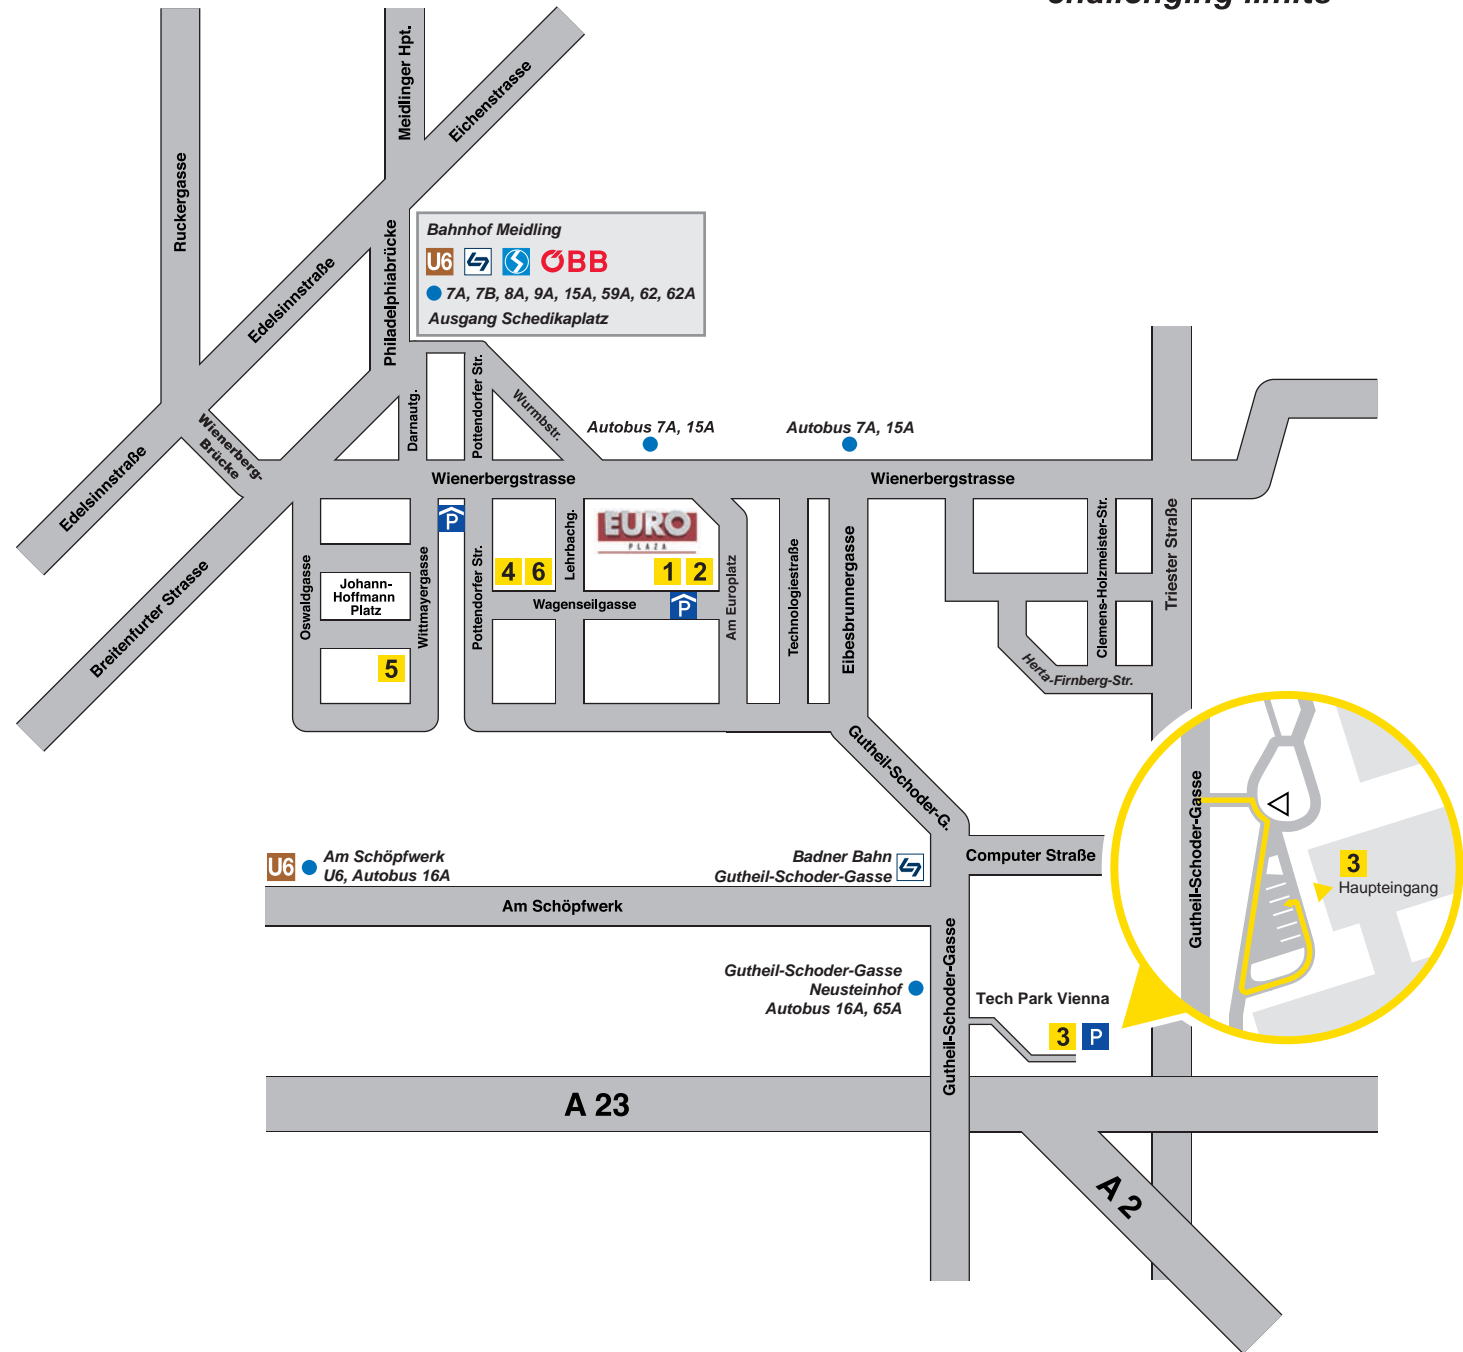 challenging limits
Meidlinger Hpt.
Eichenstrasse
Ruckergasse
Bahnhof Meidling
U6 ÖBB
7A, 7B, 8A, 9A, 15A, 59A, 62, 62A
Ausgang Schedikaplatz
Philadelphiabrücke
Edelsinnstraße
Darnautg.
Pottendorfer Str.
Wurmbstr.
Autobus 7A, 15A
Autobus 7A, 15A
Wienerberg-
Brücke
Edelsinnstraße
Wienerbergstrasse
Wienerbergstrasse
Breitenfurter Strasse
Oswaldgasse
Johann-
Hoffmann
Platz
Wittmayergasse
5
P
Pottendorfer Str.
4 6
Lehrbachg.
EURO
PLAZA
1 2
Wagenseilgasse
P
Am Europlatz
Technologiestraße
Eibesbrunnergasse
Clemens-Holzmeister-Str.
Triester Straße
Herta-Firnberg-Str.
Gutheil-Schoder-G.
Gutheil-Schoder-Gasse
3
Haupteingang
U6
Am Schöpfwerk
U6, Autobus 16A
Badner Bahn
Gutheil-Schoder-Gasse
Computer Straße
Am Schöpfwerk
Gutheil-Schoder-Gasse
Neusteinhof
Autobus 16A, 65A
Gutheil-Schoder-Gasse
Tech Park Vienna
3 P
A 23
A 2